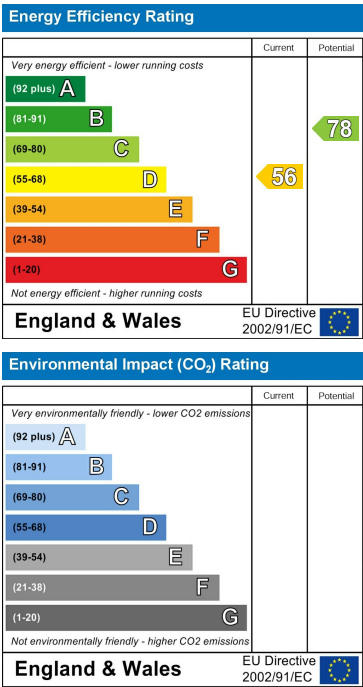 Energy Efficiency Rating
Current Potential
Very energy efficient - lower running costs
(92 plus) A
(81-91) B
(69-80) C
(55-68) D
(39-54) E
(21-38) F
(1-20) G
56
78
Not energy efficient - higher running costs
England & Wales
EU Directive
2002/91/EC
Environmental Impact (CO₂) Rating
Current Potential
Very environmentally friendly - lower CO2 emissions
(92 plus) A
(81-91) B
(69-80) C
(55-68) D
(39-54) E
(21-38) F
(1-20) G
Not environmentally friendly - higher CO2 emissions
England & Wales
EU Directive
2002/91/EC